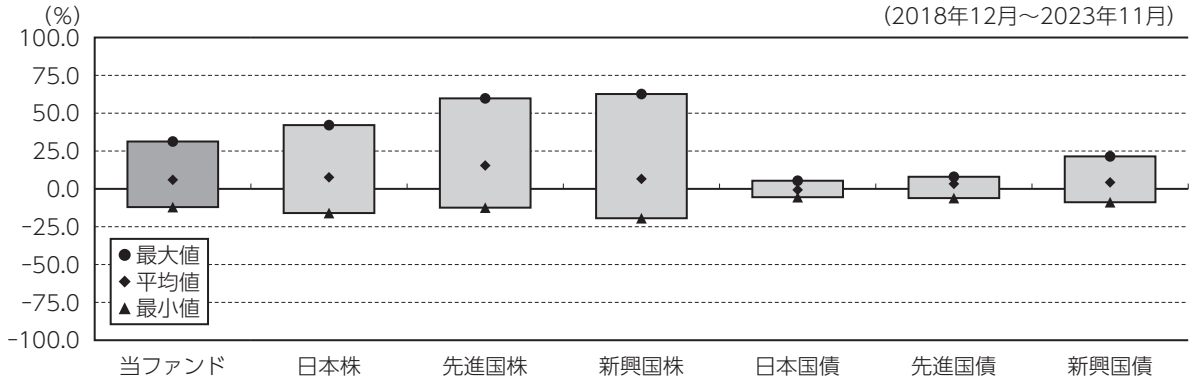 (%)
(2018年12月~2023年11月)
100.0
75.0
50.0
25.0
0.0
-25.0
-50.0
-75.0
-100.0
●最大値
◆平均値
▲最小値
当ファンド 日本株 先進国株 新興国株 日本国債 先進国債 新興国債